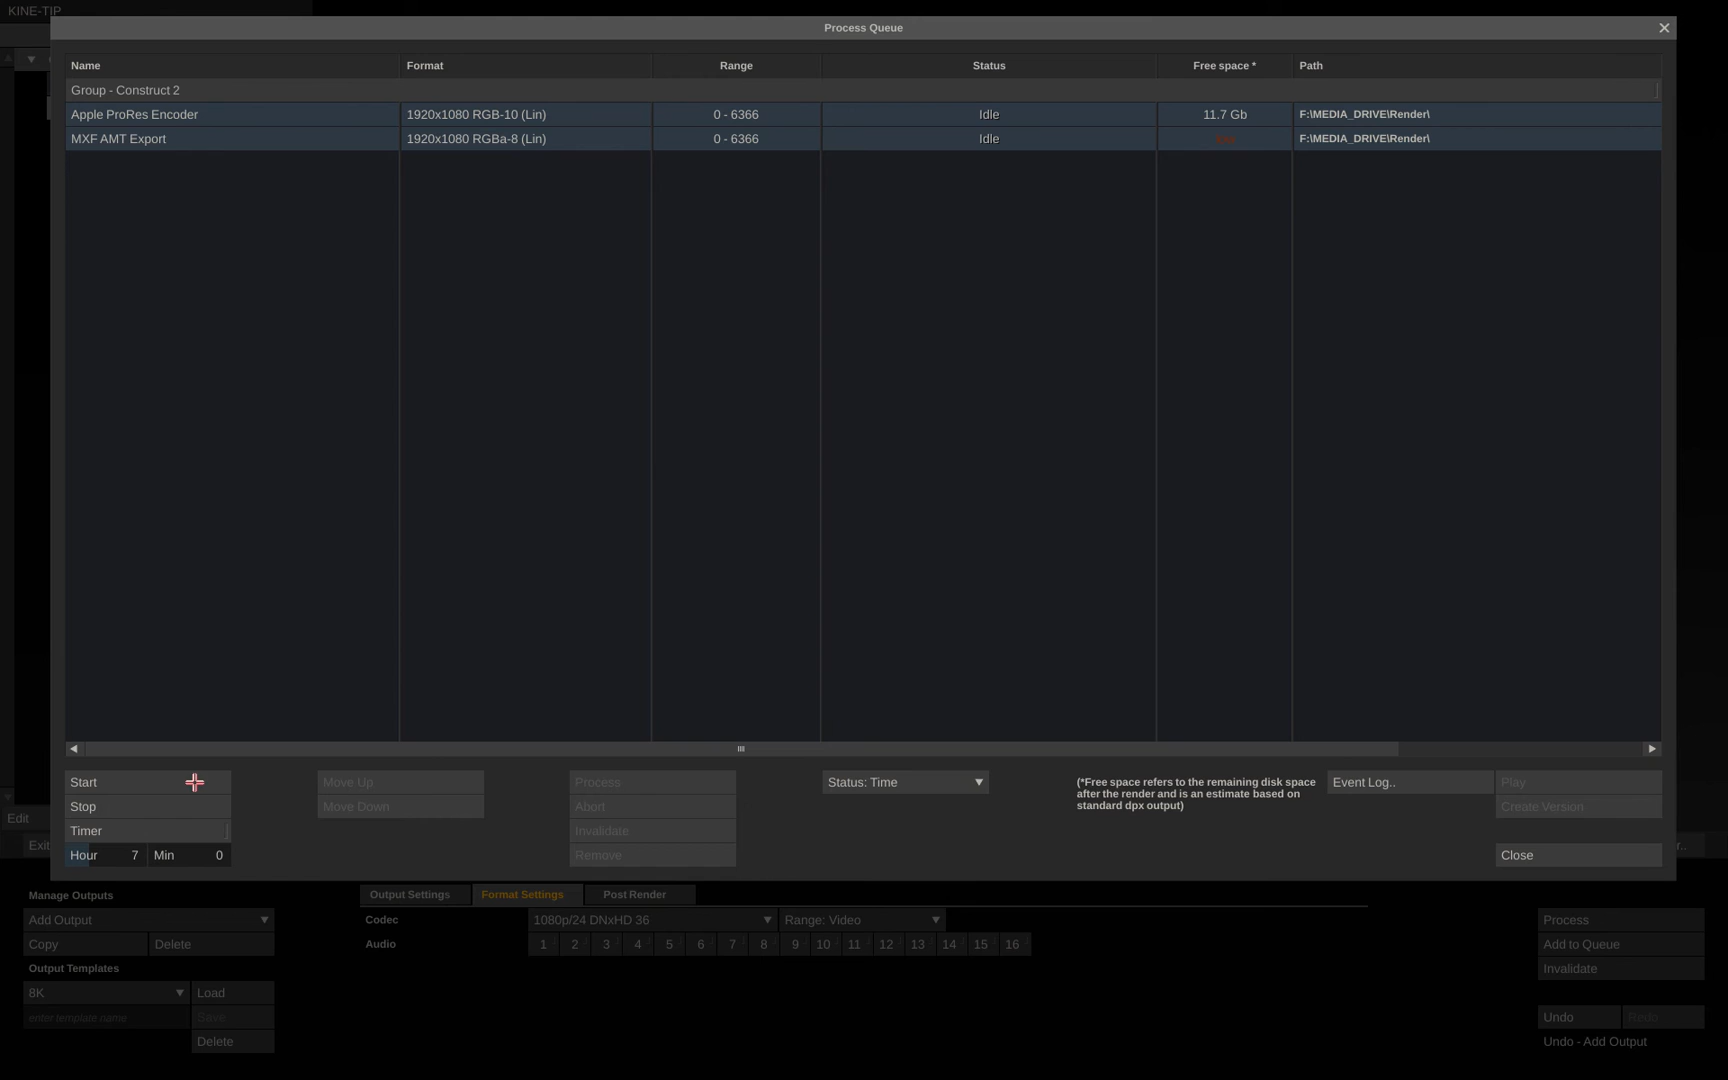 KINE-TIP
Process Queue
Name Format Range Status Free space * Path
Group - Construct 2
Apple ProRes Encoder 1920x1080 RGB-10 (Lin) 0 - 6366 Idle 11.7 Gb F:\MEDIA_DRIVE\Render\
MXF AMT Export 1920x1080 RGBa-8 (Lin) 0 - 6366 Idle F:\MEDIA_DRIVE\Render\
Start Move Up Process Status: Time (*Free space refers to the remaining disk space Event Log.. Play
after the render and is an estimate based on
Stop Move Down Abort standard dpx output) Create Version
Timer Invalidate
Hour 7 Min 0 Remove Close
Edit
Exit
Manage Outputs Output Settings Format Settings Post Render
Add Output Codec 1080p/24 DNxHD 36 Range: Video Process
Copy Delete Audio 1 2 3 4 5 6 7 8 9 10 11 12 13 14 15 16 Add to Queue
Output Templates Invalidate
8K Load
enter template name Save Undo Redo
Delete Undo - Add Output